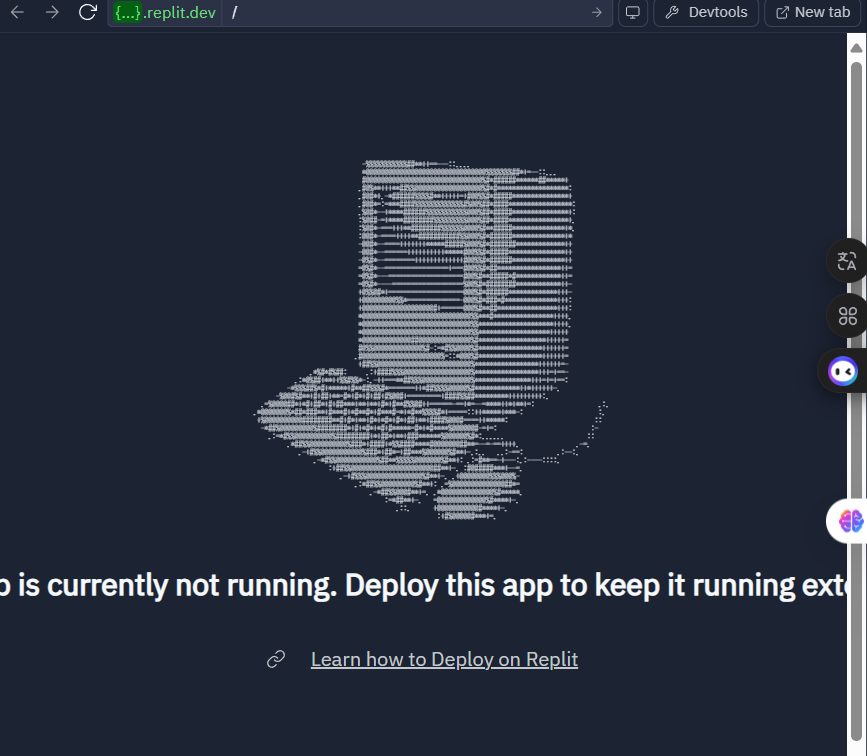 {...}.replit.dev /
Devtools
New tab
is currently not running. Deploy this app to keep it running
Learn how to Deploy on Replit